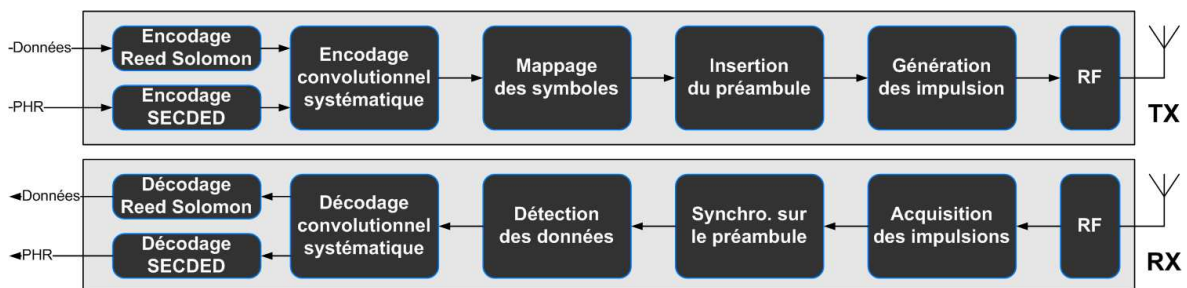 Données
Encodage
Reed Solomon
PHR
Encodage
SECDED
Encodage
convolutionnel
systématique
Mappage
des symboles
Insertion
du préambule
Génération
des impulsion
RF
TX
Données
Décodage
Reed Solomon
PHR
Décodage
SECDED
Décodage
convolutionnel
systématique
Détection
des données
Synchro. sur
le préambule
Acquisition
des impulsions
RF
RX